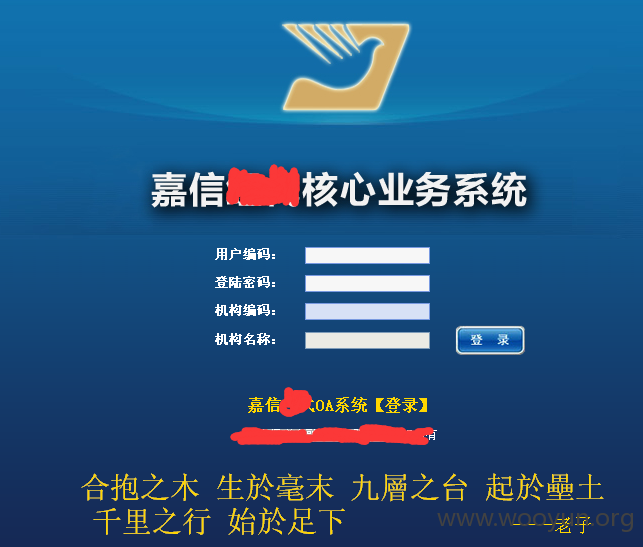 嘉信 核心业务系统
用户编码:
登陆密码:
机构编码:
机构名称:
登 录
嘉信 式OA系统【登录】
有
合抱之木 生於毫末 九層之台 起於壘土
千里之行 始於足下
——老子
www.wooyun.org